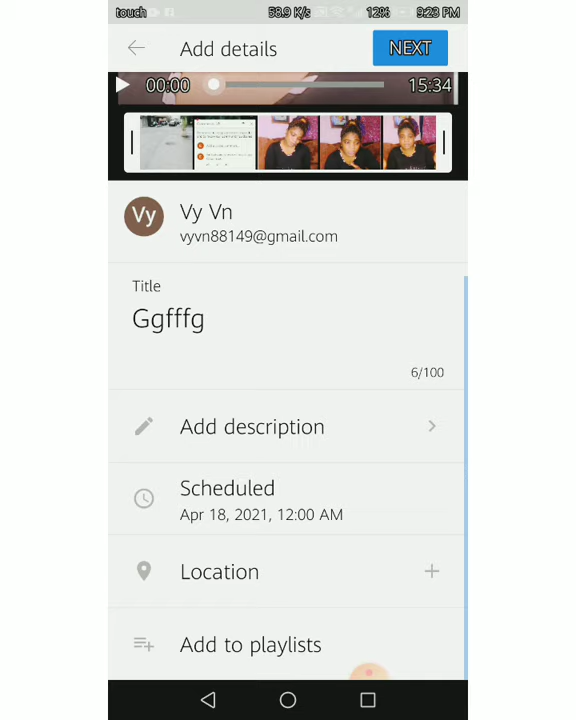 touch 58.9 K/s 12% 9:23 PM
Add details NEXT
00:00 15:34
Vy Vy Vn
vyvn88149@gmail.com
Title
Ggfffg
6/100
Add description
Scheduled
Apr 18, 2021, 12:00 AM
Location
Add to playlists